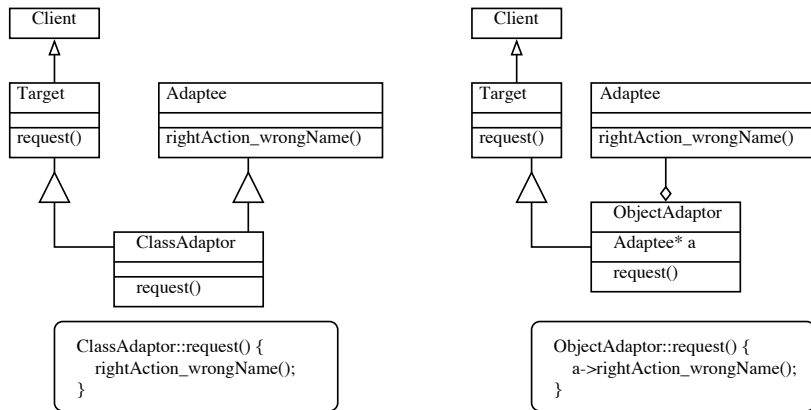 Client
Target
request()
Adaptee
rightAction_wrongName()
ClassAdaptor
request()
ClassAdaptor::request() {
rightAction_wrongName();
}
Client
Target
request()
Adaptee
rightAction_wrongName()
ObjectAdaptor
Adaptee* a
request()
ObjectAdaptor::request() {
a->rightAction_wrongName();
}